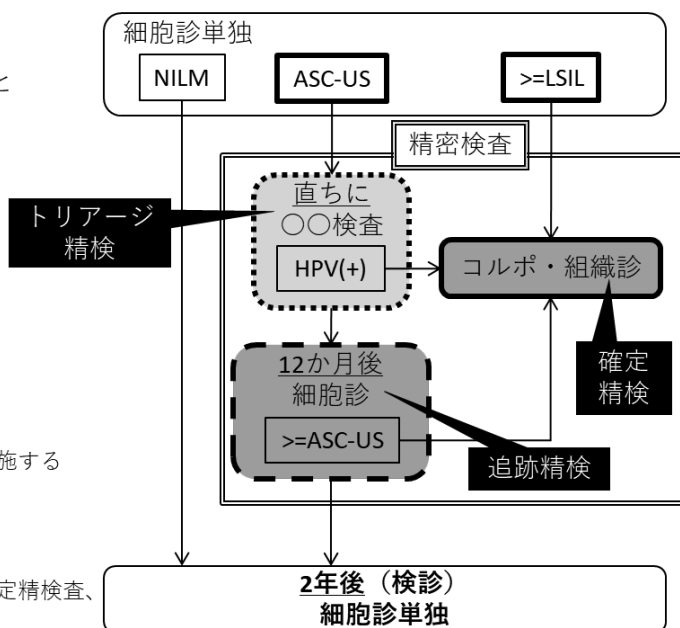 細胞診単独
NILM
ASC-US
>=LSIL
と
精密検査
直ちに
〇〇検査
トリアージ
精検
HPV(+)
コルポ・組織診
12か月後
細胞診
確定
精検
>=ASC-US
施する
追跡精検
定精検査、
2年後（検診）
細胞診単独